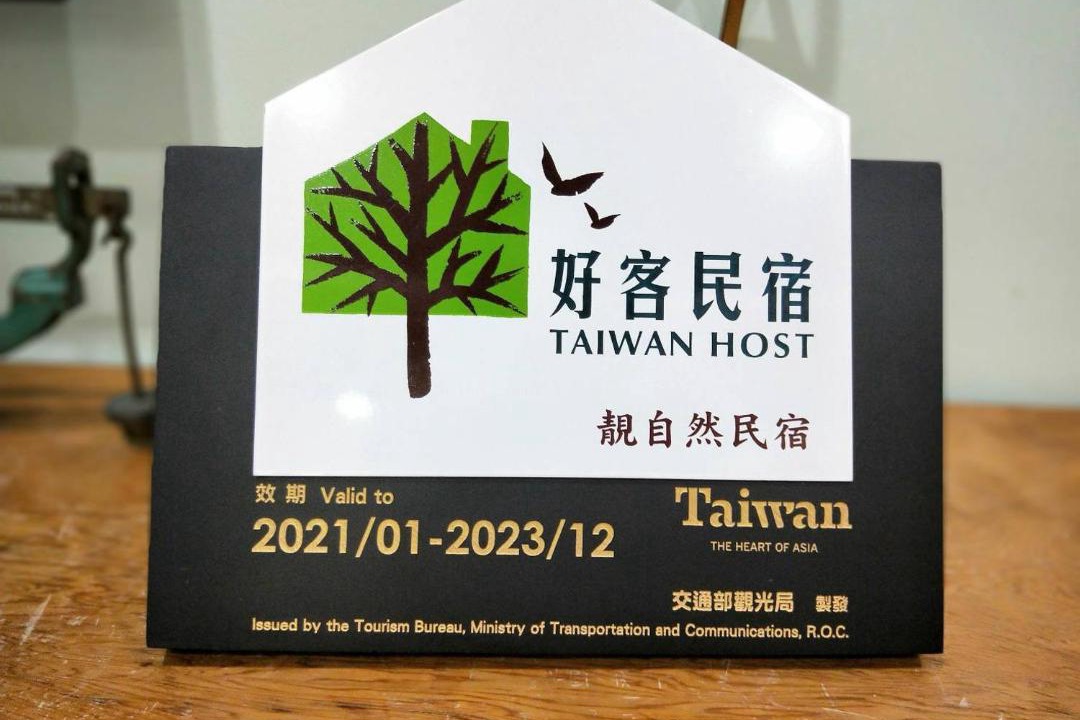 好客民宿
TAIWAN HOST
靚自然民宿
效期 Valid to
2021/01-2023/12
Taiwan
THE HEART OF ASIA
交通部觀光局 製發
Issued by the Tourism Bureau, Ministry of Transportation and Communications, R.O.C.